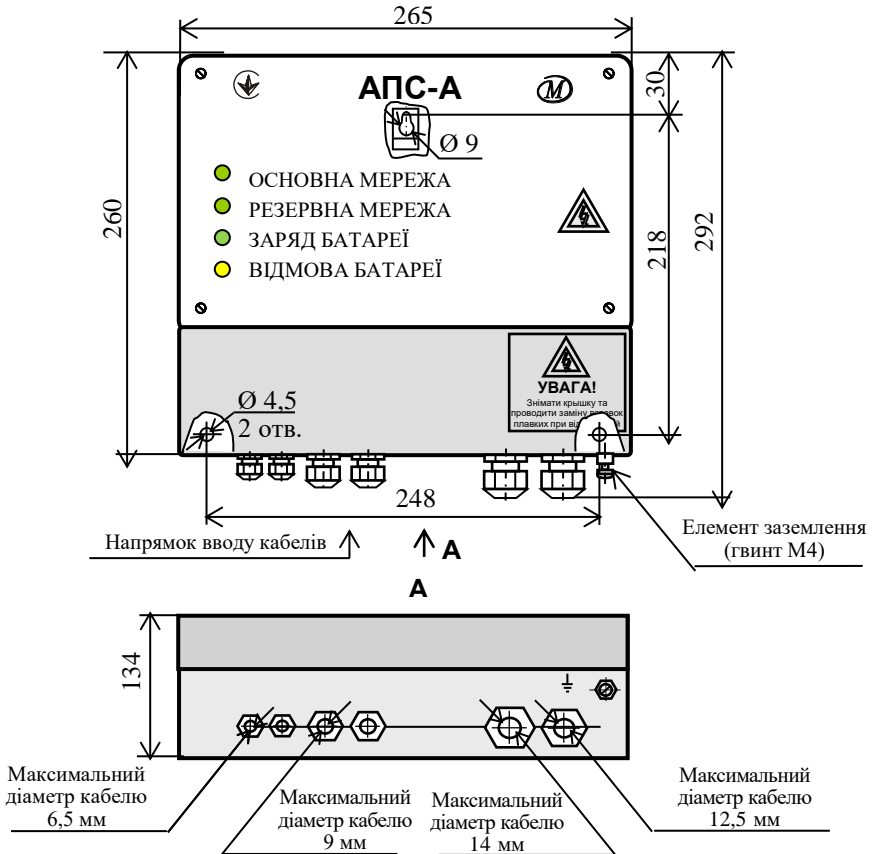 265
АПС-А
М
30
Ø 9
ОСНОВНА МЕРЕЖА
РЕЗЕРВНА МЕРЕЖА
ЗАРЯД БАТАРЕЇ
ВІДМОВА БАТАРЕЇ
260
218
292
УВАГА!
Знімати крышку та
проводити заміну
плавких при
Ø 4,5
2 отв.
248
Напрямок вводу кабелів
А
Елемент заземлення
(гвинт М4)
А
134
Максимальний
діаметр кабелю
6,5 мм
Максимальний
діаметр кабелю
9 мм
Максимальний
діаметр кабелю
14 мм
Максимальний
діаметр кабелю
12,5 мм